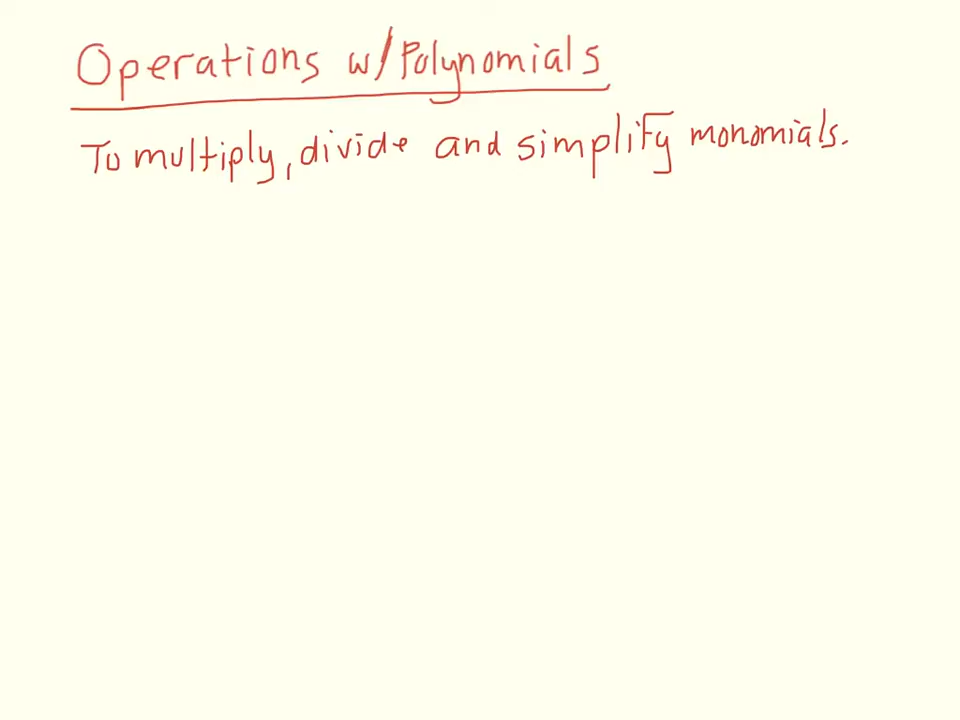 Operations w/Polynomials
To multiply, divide and simplify monomials.